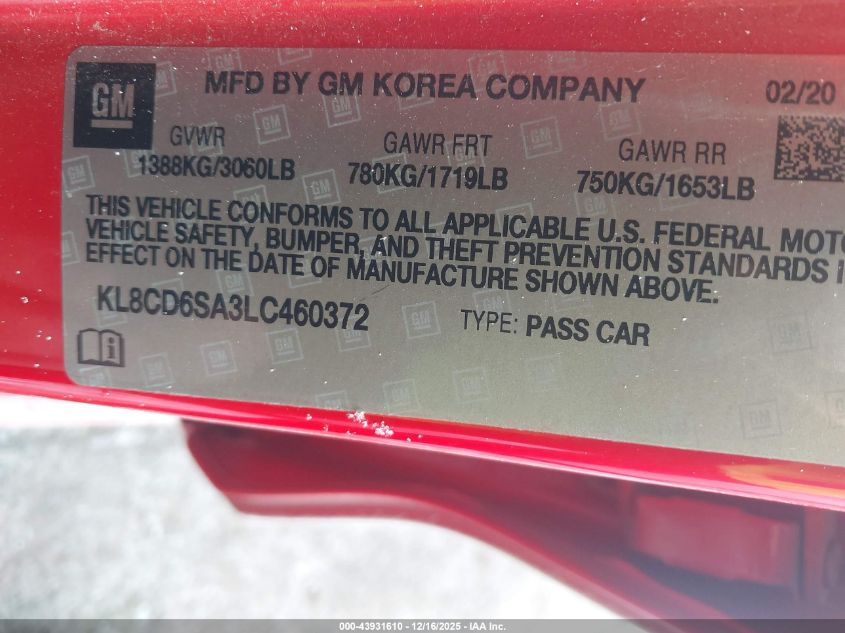 GM
MFD BY GM KOREA COMPANY
02/20
GVWR
GAWR FRT
GAWR RR
1388KG/3060LB
780KG/1719LB
750KG/1653LB
THIS VEHICLE CONFORMS TO ALL APPLICABLE U.S. FEDERAL MOTO
VEHICLE SAFETY, BUMPER, AND THEFT PREVENTION STANDARDS I
EFFECT ON THE DATE OF MANUFACTURE SHOWN ABOVE.
KL8CD6SA3LC460372
TYPE: PASS CAR
000-43931610 - 12/16/2025 - IAA Inc.